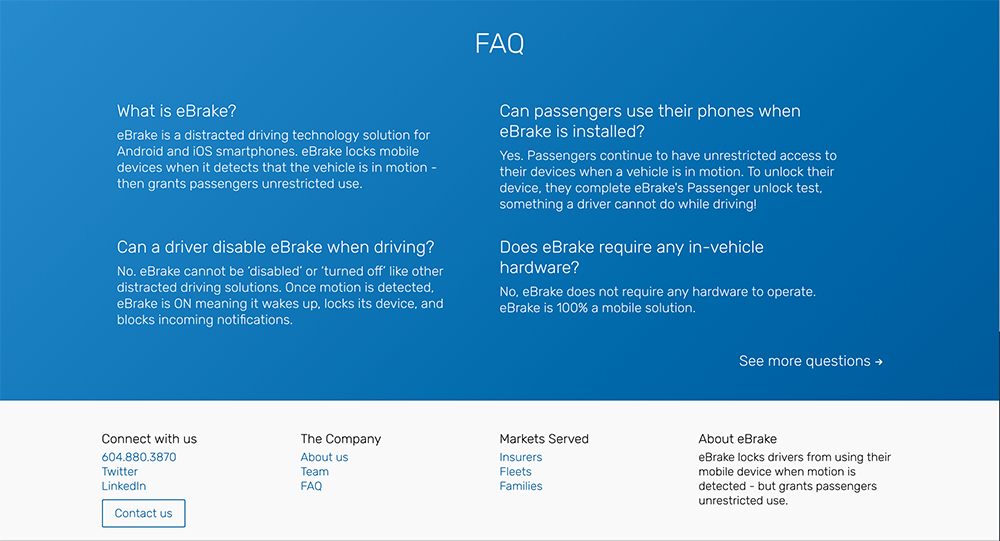 FAQ
What is eBrake?
eBrake is a distracted driving technology solution for
Android and iOS smartphones. eBrake locks mobile
devices when it detects that the vehicle is in motion -
then grants passengers unrestricted use.
Can passengers use their phones when
eBrake is installed?
Yes. Passengers continue to have unrestricted access to
their devices when a vehicle is in motion. To unlock their
device, they complete eBrake's Passenger unlock test,
something a driver cannot do while driving!
Can a driver disable eBrake when driving?
No. eBrake cannot be ‘disabled’ or ‘turned off’ like other
distracted driving solutions. Once motion is detected,
eBrake is ON meaning it wakes up, locks its device, and
blocks incoming notifications.
Does eBrake require any in-vehicle
hardware?
No, eBrake does not require any hardware to operate.
eBrake is 100% a mobile solution.
See more questions →
Connect with us
604.880.3870
Twitter
LinkedIn
Contact us
The Company
About us
Team
FAQ
Markets Served
Insurers
Fleets
Families
About eBrake
eBrake locks drivers from using their
mobile device when motion is
detected - but grants passengers
unrestricted use.